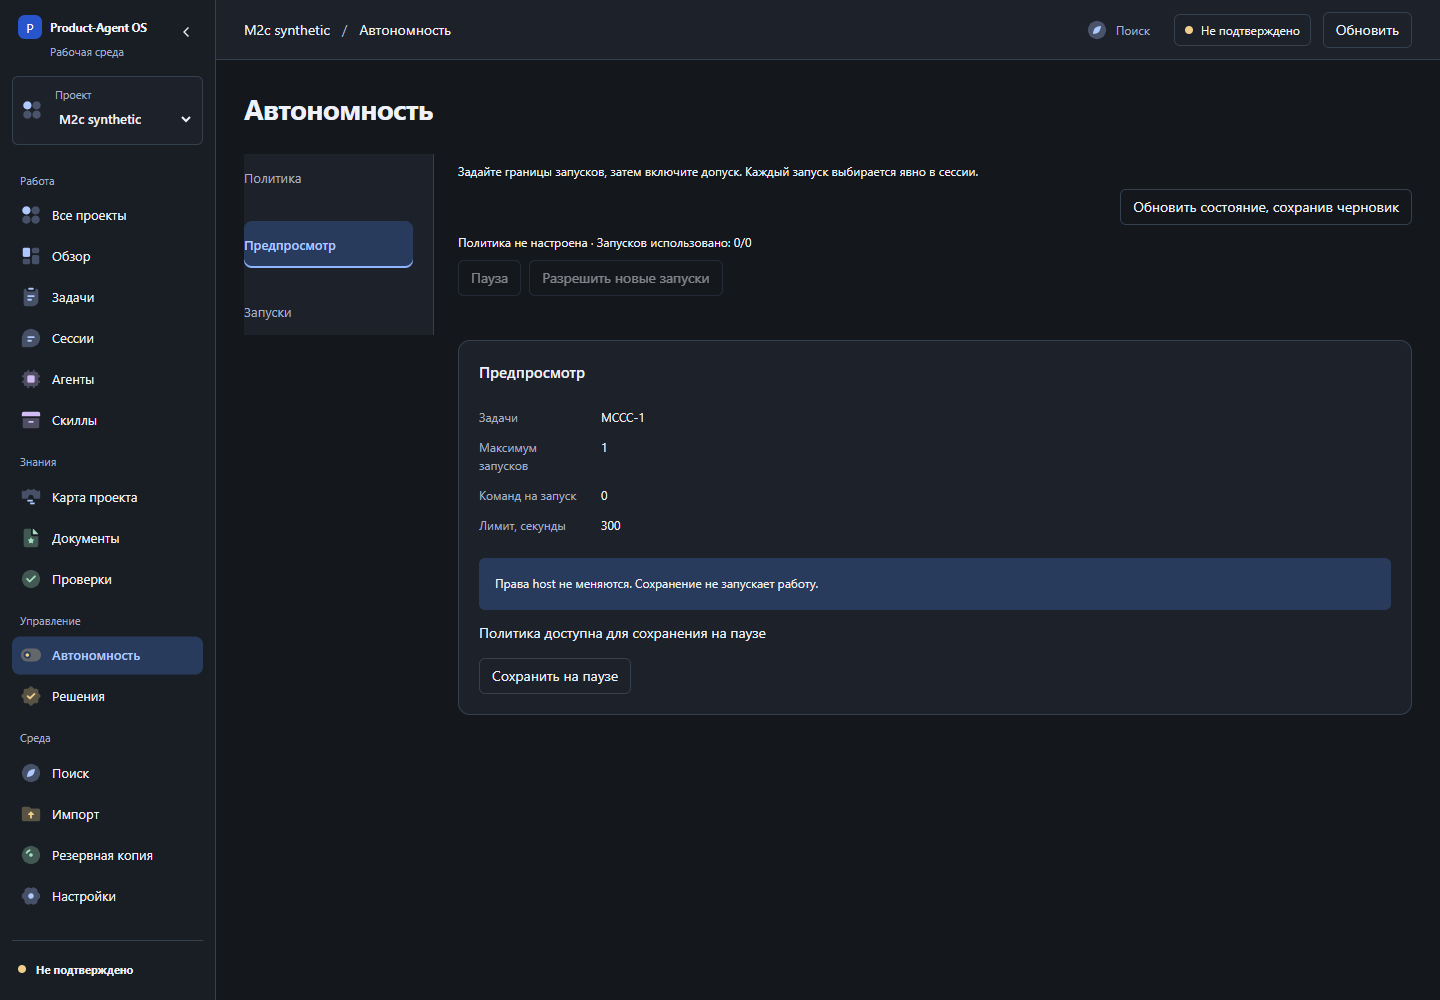 P
Product-Agent OS
Рабочая среда
Проект
M2c synthetic
Работа
Все проекты
Обзор
Задачи
Сессии
Агенты
Скиллы
Знания
Карта проекта
Документы
Проверки
Управление
Автономность
Решения
Среда
Поиск
Импорт
Резервная копия
Настройки
Не подтверждено
M2c synthetic / Автономность
Поиск
Не подтверждено
Обновить
Автономность
Политика
Предпросмотр
Запуски
Задайте границы запусков, затем включите допуск. Каждый запуск выбирается явно в сессии.
Обновить состояние, сохранив черновик
Политика не настроена · Запусков использовано: 0/0
Пауза
Разрешить новые запуски
Предпросмотр
Задачи MCCC-1
Максимум запусков 1
Команд на запуск 0
Лимит, секунды 300
Права host не меняются. Сохранение не запускает работу.
Политика доступна для сохранения на паузе
Сохранить на паузе